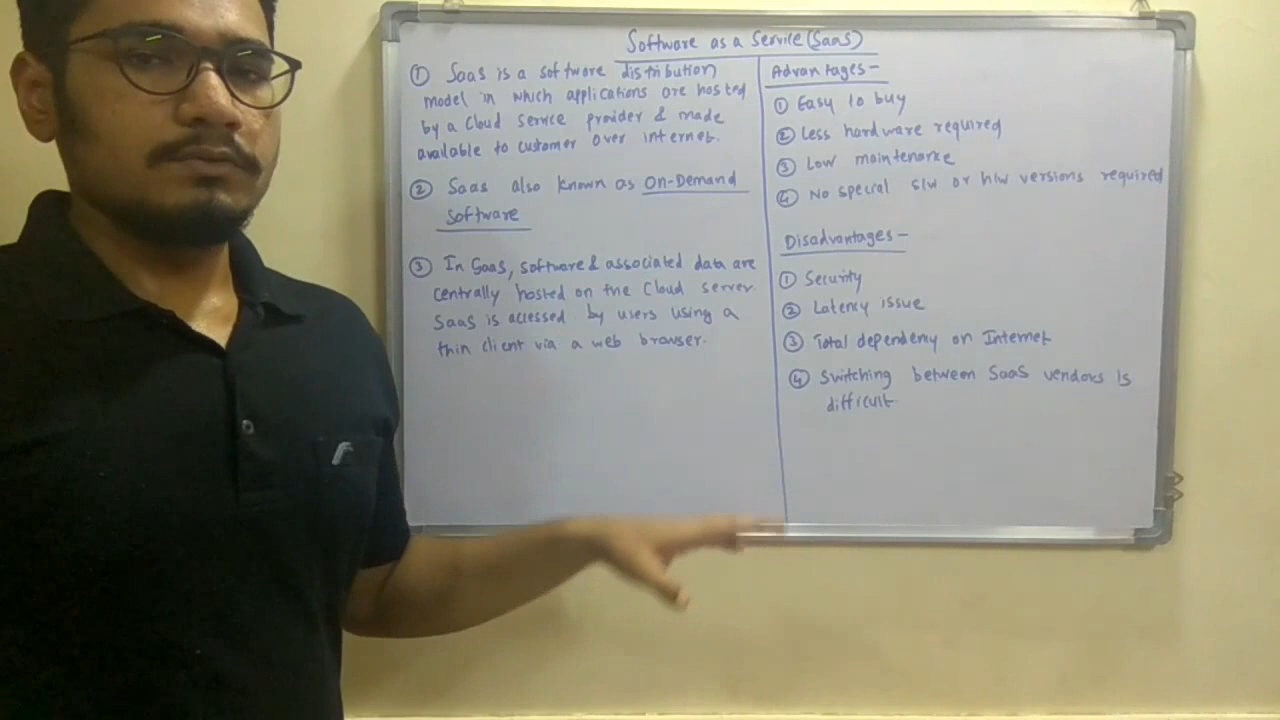 Software as a Service (SaaS)
① SaaS is a software distribution
model in which applications are hosted
by a Cloud service provider & made
available to customer over internet.
② SaaS also known as On-Demand
Software
③ In SaaS, software & associated data are
centrally hosted on the Cloud server.
SaaS is accessed by users using a
thin client via a web browser.
Advantages -
① Easy to buy
② Less hardware required
③ Low maintenance
④ No special s/w or h/w versions required
Disadvantages -
① Security
② Latency issue
③ Total dependency on Internet
④ Switching between SaaS vendors is
difficult.